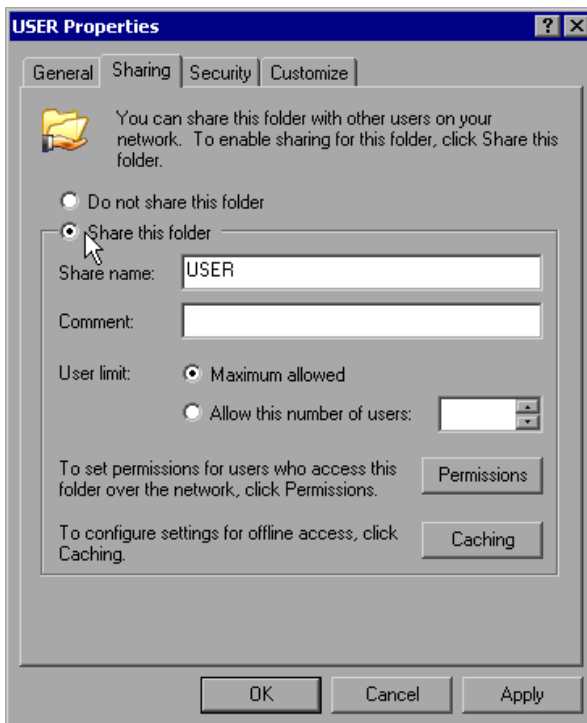 USER Properties
General Sharing Security Customize
You can share this folder with other users on your
network. To enable sharing for this folder, click Share this
folder.
Do not share this folder
Share this folder
Share name: USER
Comment:
User limit: Maximum allowed
Allow this number of users:
To set permissions for users who access this
folder over the network, click Permissions.
Permissions
To configure settings for offline access, click
Caching.
Caching
OK Cancel Apply